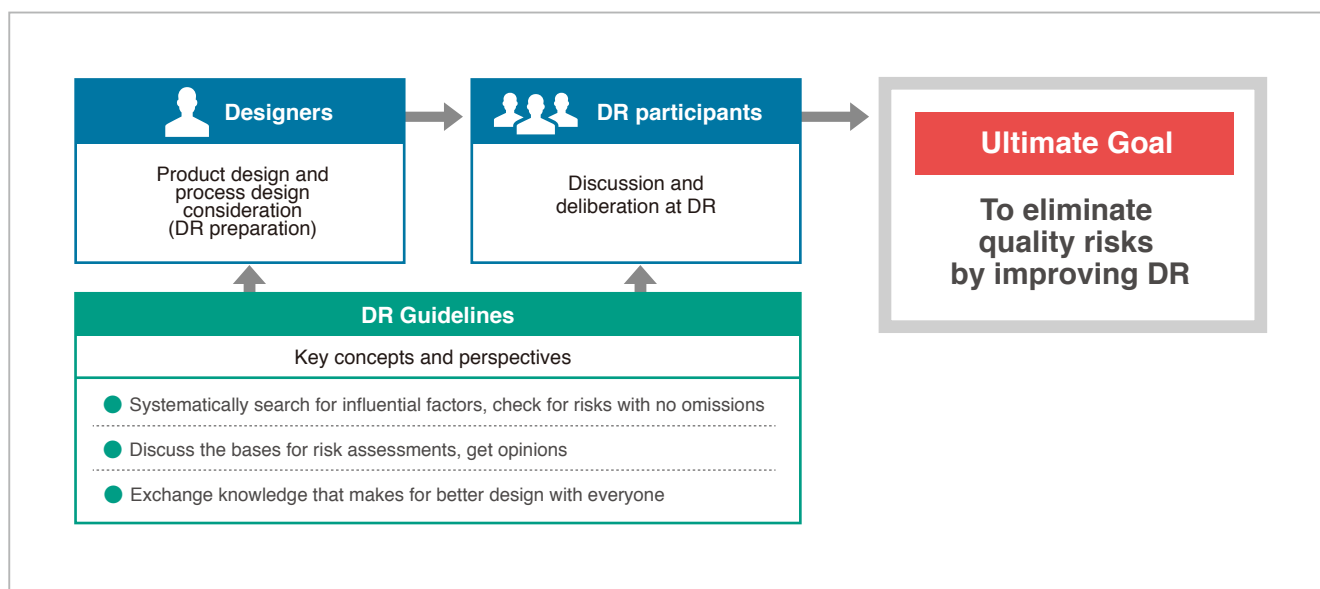 Designers
Product design and
process design
consideration
(DR preparation)
DR participants
Discussion and
deliberation at DR
Ultimate Goal
To eliminate
quality risks
by improving DR
DR Guidelines
Key concepts and perspectives
Systematically search for influential factors, check for risks with no omissions
Discuss the bases for risk assessments, get opinions
Exchange knowledge that makes for better design with everyone